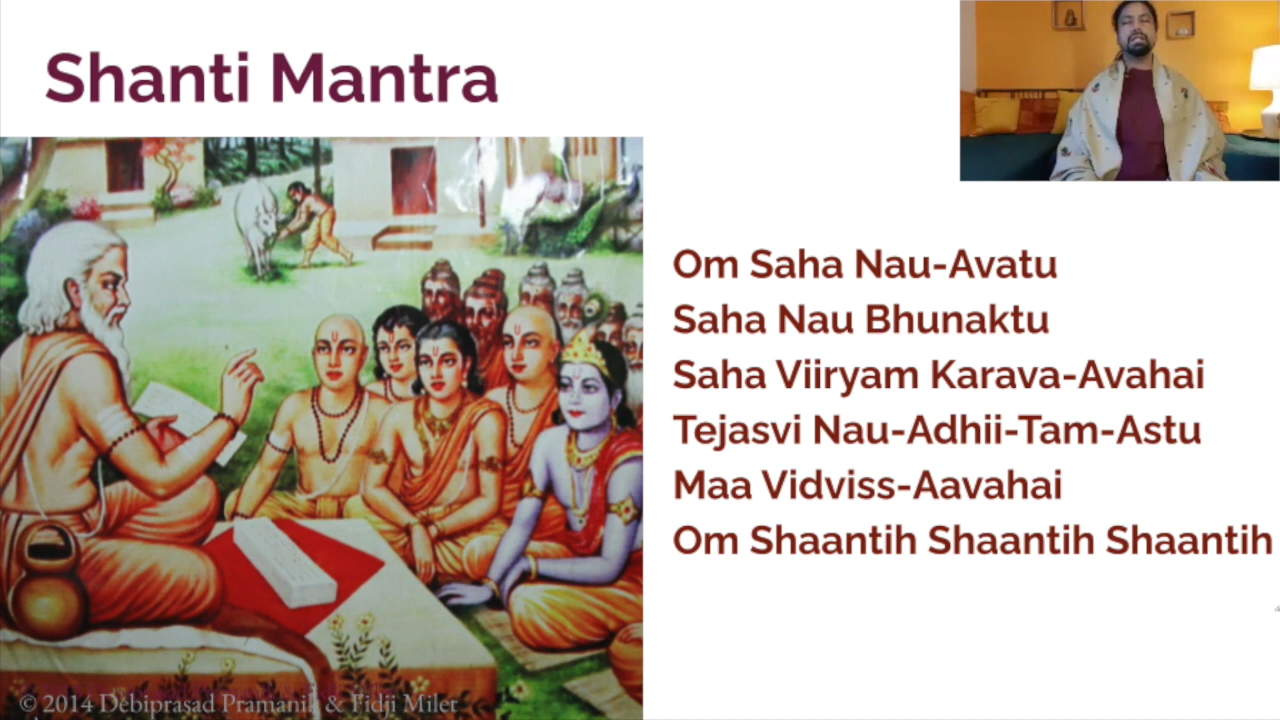 Shanti Mantra
Om Saha Nau-Avatu
Saha Nau Bhunaktu
Saha Viiryam Karava-Avahai
Tejasvi Nau-Adhii-Tam-Astu
Maa Vidviss-Aavahai
Om Shaantih Shaantih Shaantih
© 2014 Debiprasad Pramanik & Fidji Milet